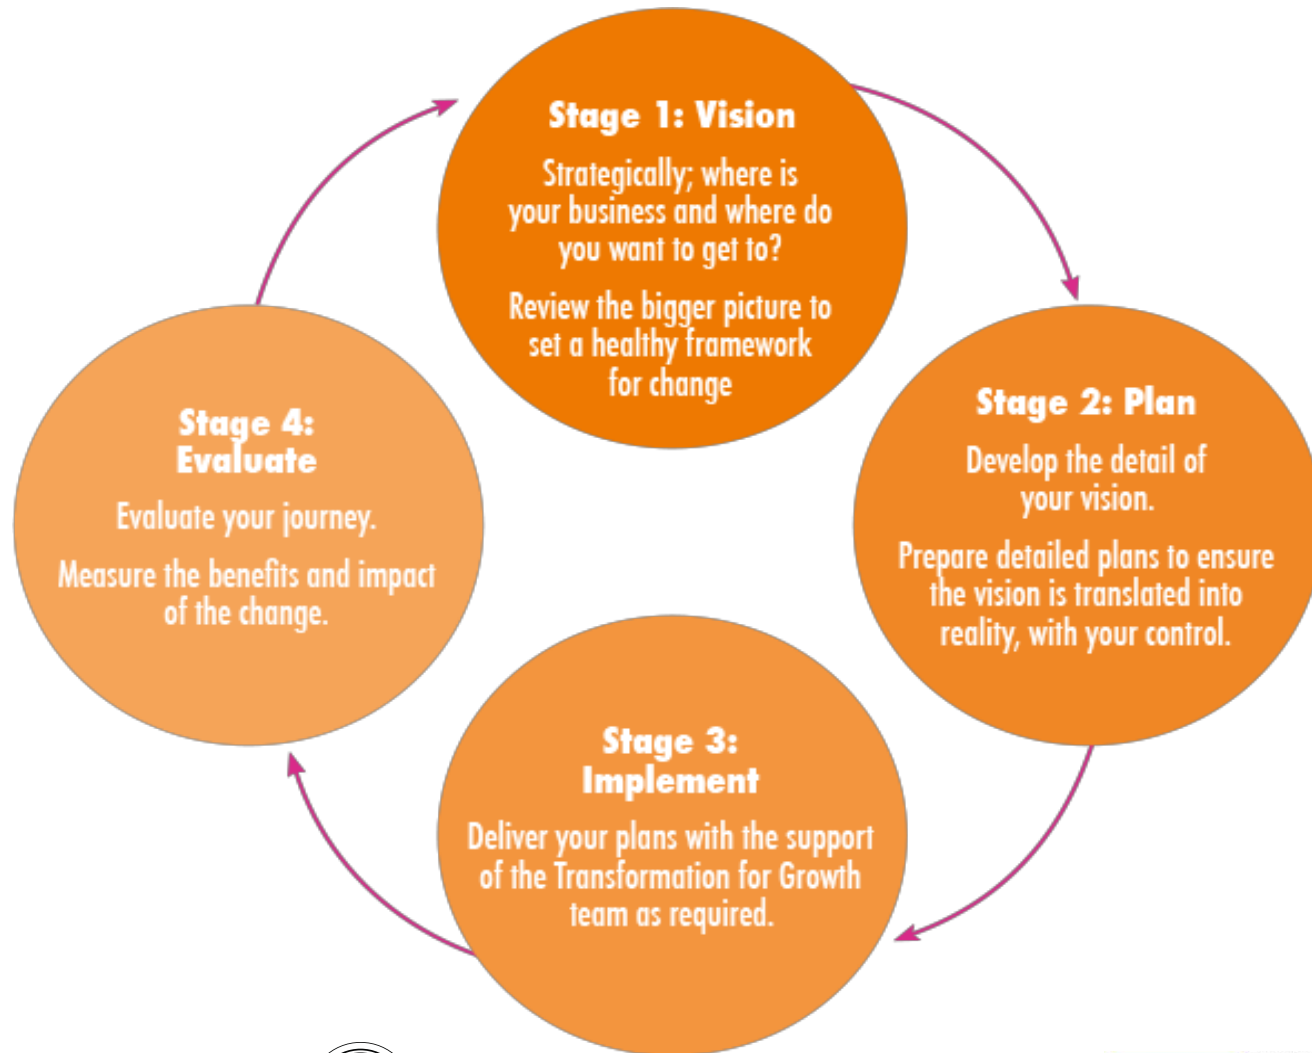 Stage 1: Vision
Strategically; where is
your business and where do
you want to get to?
Review the bigger picture to
set a healthy framework
for change
Stage 2: Plan
Develop the detail of
your vision.
Prepare detailed plans to ensure
the vision is translated into
reality, with your control.
Stage 3:
Implement
Deliver your plans with the support
of the Transformation for Growth
team as required.
Stage 4:
Evaluate
Evaluate your journey.
Measure the benefits and impact
of the change.